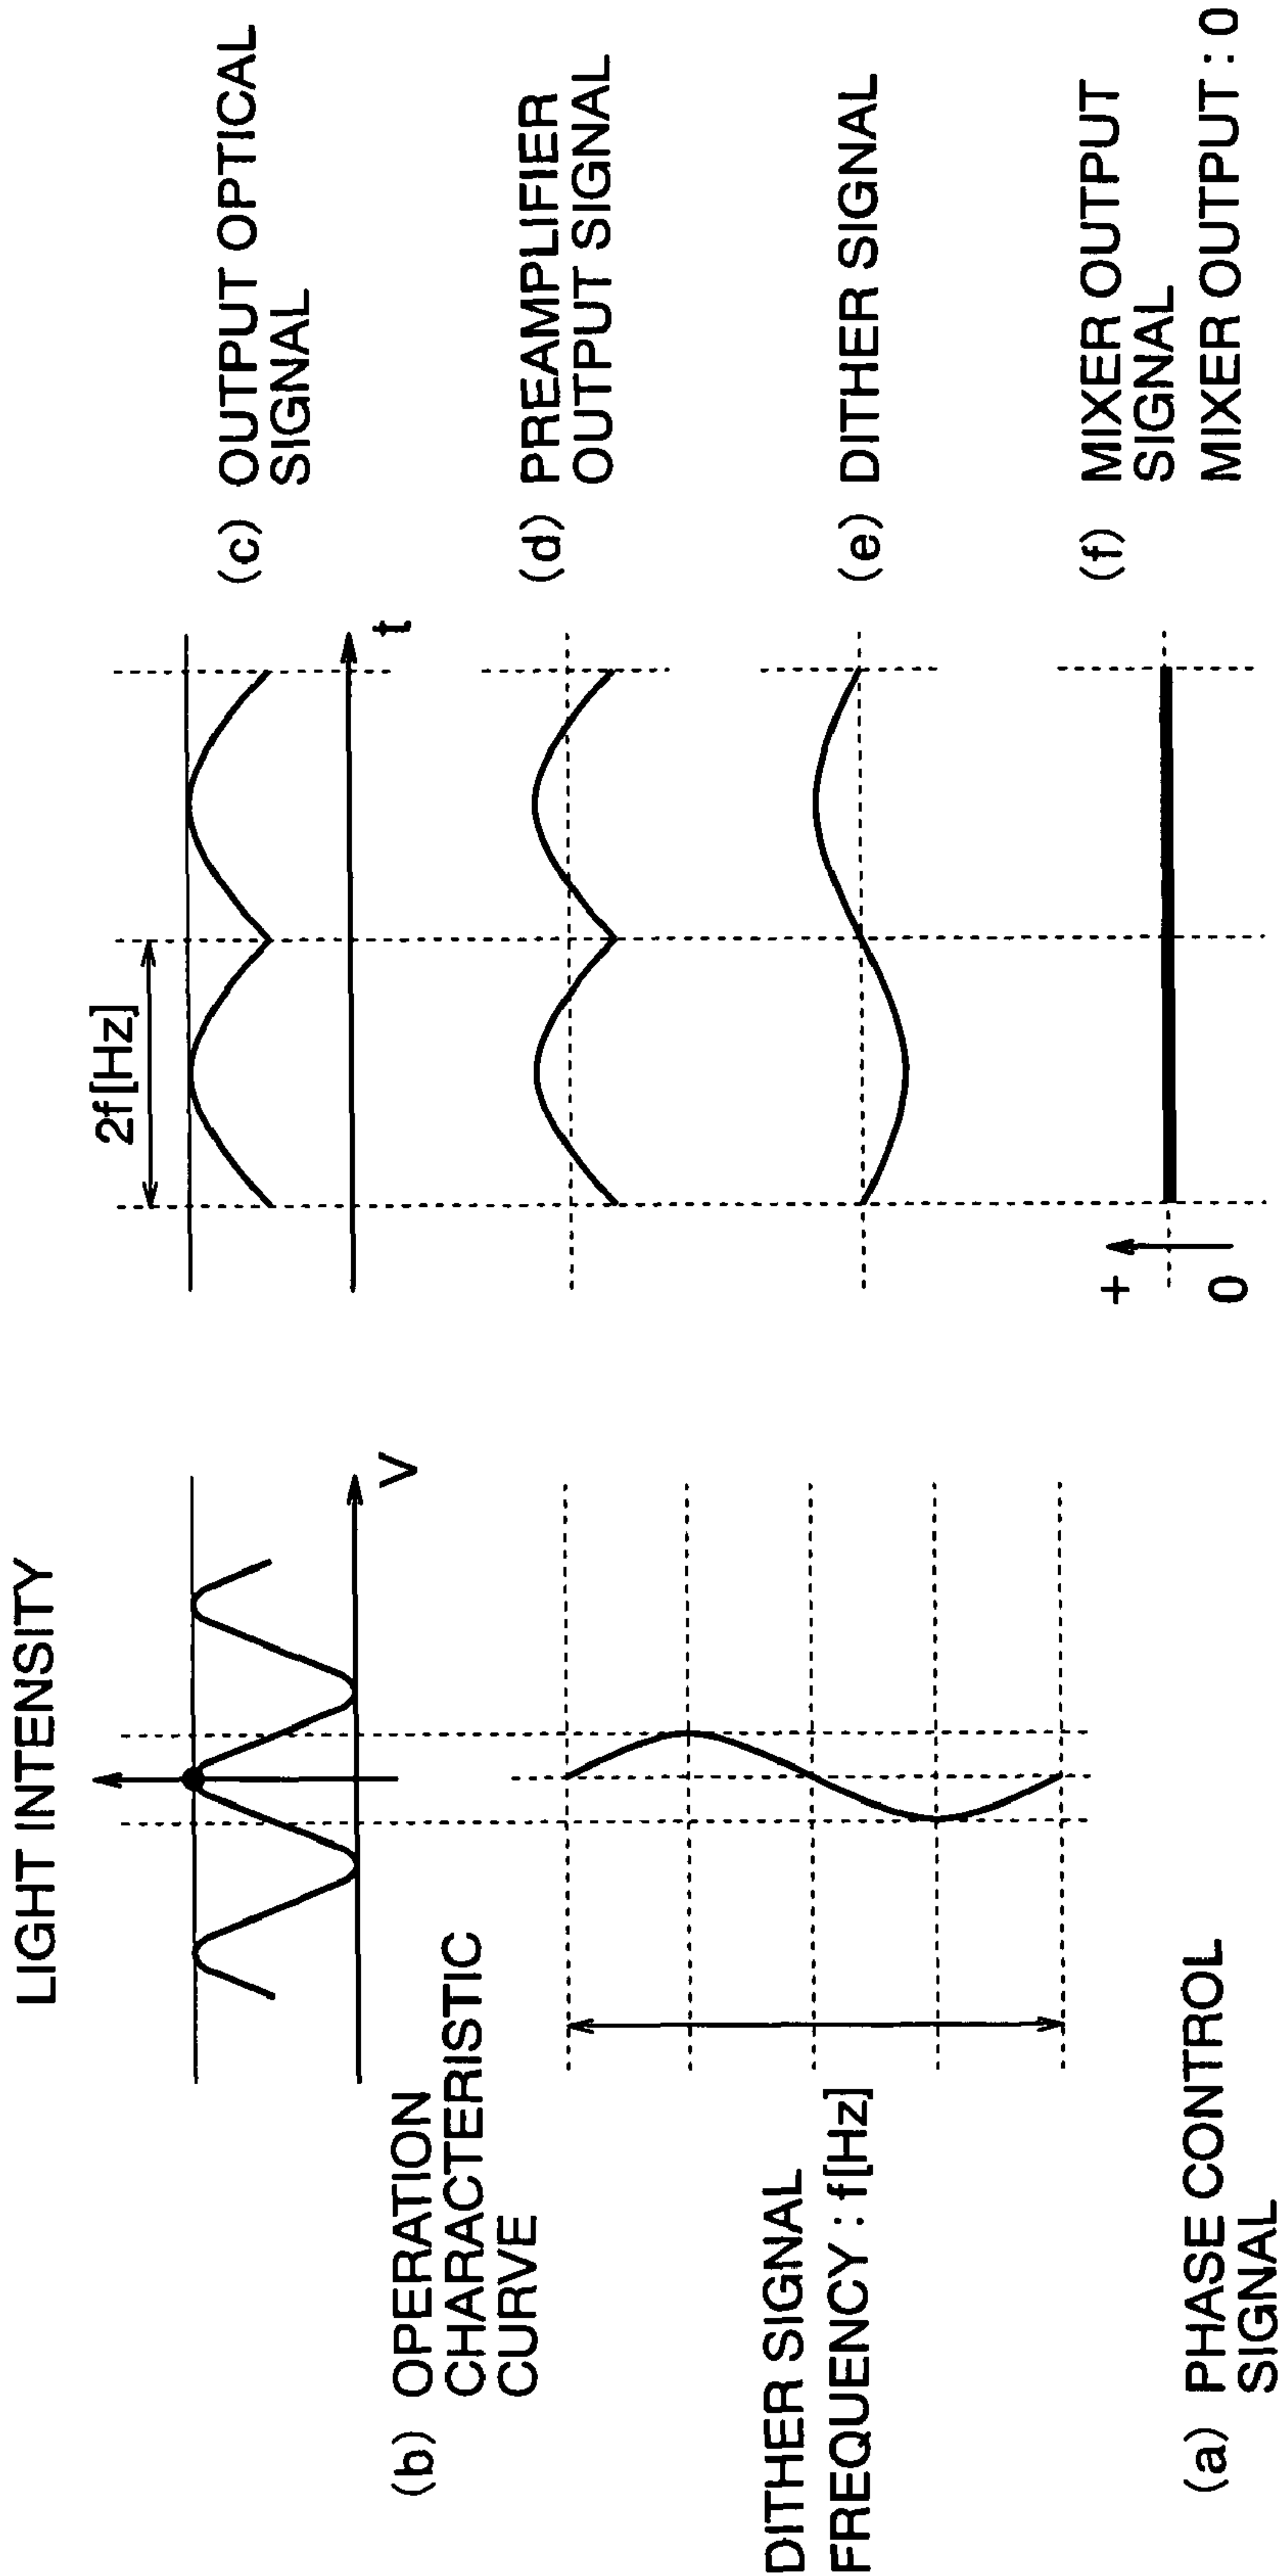 LIGHT INTENSITY
(b) OPERATION
CHARACTERISTIC
CURVE
V
DITHER SIGNAL
FREQUENCY : f[Hz]
(a) PHASE CONTROL
SIGNAL
2f[Hz]
t
(c) OUTPUT OPTICAL
SIGNAL
(d) PREAMPLIFIER
OUTPUT SIGNAL
(e) DITHER SIGNAL
+
0
(f) MIXER OUTPUT
SIGNAL
MIXER OUTPUT : 0